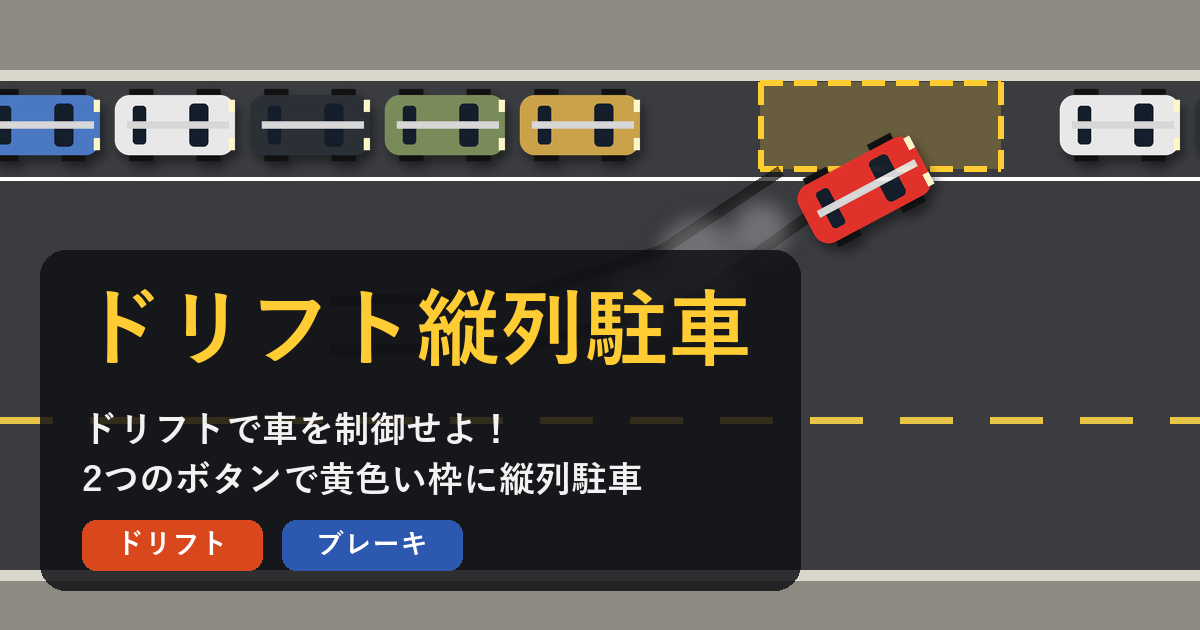 ドリフト縦列駐車
ドリフトで車を制御せよ！
2つのボタンで黄色い枠に縦列駐車
ドリフト ブレーキ